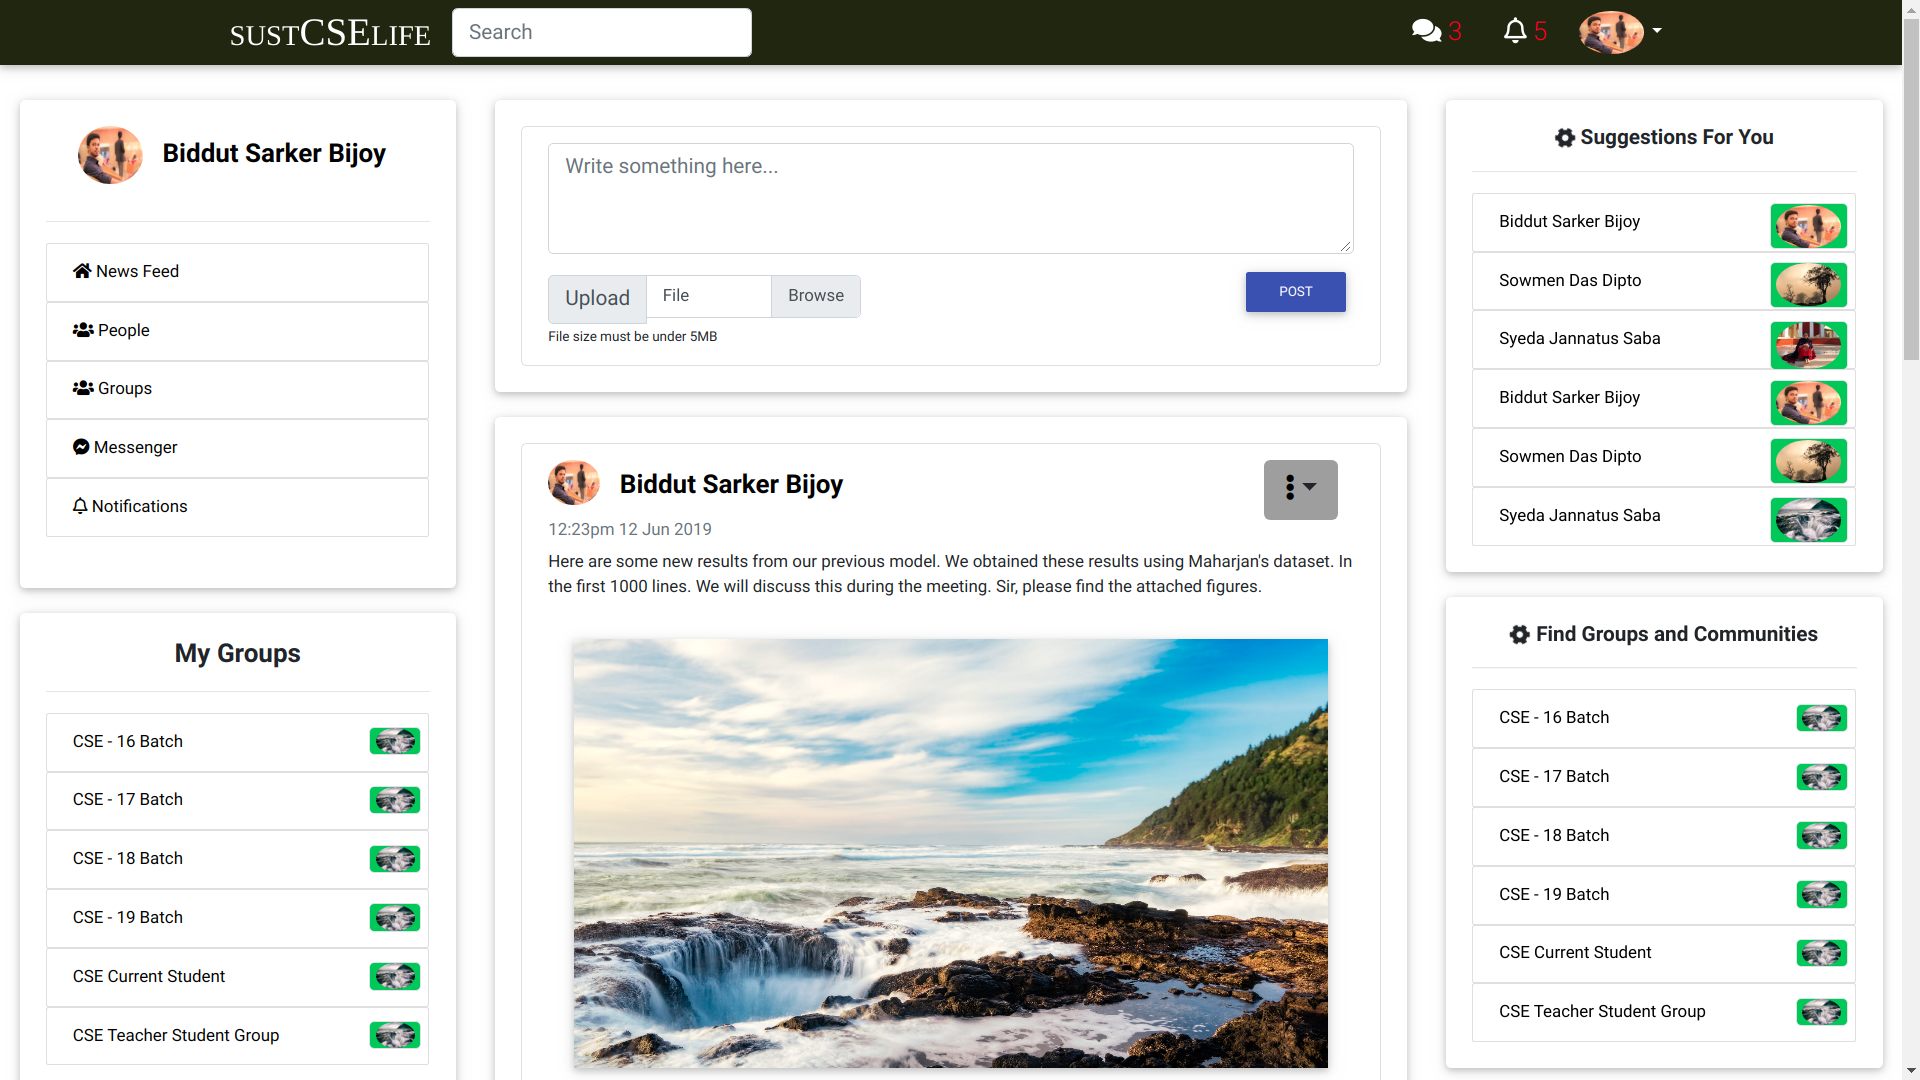 SUSTCSELIFE
Search
3
5
Biddut Sarker Bijoy
News Feed
People
Groups
Messenger
Notifications
My Groups
CSE - 16 Batch
CSE - 17 Batch
CSE - 18 Batch
CSE - 19 Batch
CSE Current Student
CSE Teacher Student Group
Write something here...
Upload
File
Browse
POST
File size must be under 5MB
Biddut Sarker Bijoy
12:23pm 12 Jun 2019
Here are some new results from our previous model. We obtained these results using Maharjan's dataset. In
the first 1000 lines. We will discuss this during the meeting. Sir, please find the attached figures.
Suggestions For You
Biddut Sarker Bijoy
Sowmen Das Dipto
Syeda Jannatus Saba
Biddut Sarker Bijoy
Sowmen Das Dipto
Syeda Jannatus Saba
Find Groups and Communities
CSE - 16 Batch
CSE - 17 Batch
CSE - 18 Batch
CSE - 19 Batch
CSE Current Student
CSE Teacher Student Group